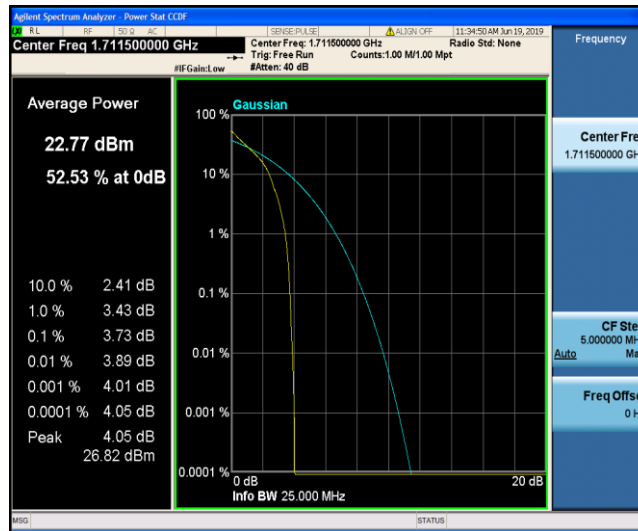 Agilent Spectrum Analyzer - Power Stat CCDF
RL RF 50 Ω AC SENSE:PULSE ALIGN OFF 11:34:50 AM Jun 19, 2019
Center Freq 1.711500000 GHz
Center Freq: 1.711500000 GHz Radio Std: None
Trig: Free Run Counts:1.00 M/1.00 Mpt
#IFGain:Low #Atten: 40 dB
Frequency
Average Power
22.77 dBm
52.53 % at 0dB
10.0 % 2.41 dB
1.0 % 3.43 dB
0.1 % 3.73 dB
0.01 % 3.89 dB
0.001 % 4.01 dB
0.0001 % 4.05 dB
Peak 4.05 dB
26.82 dBm
Gaussian
100 %
10 %
1 %
0.1 %
0.01 %
0.001 %
0.0001 %
0 dB 20 dB
Info BW 25.000 MHz
Center Fre
1.711500000 GH
CF Ste
5.000000 MH
Auto Ma
Freq Offs
0 H
MSG STATUS